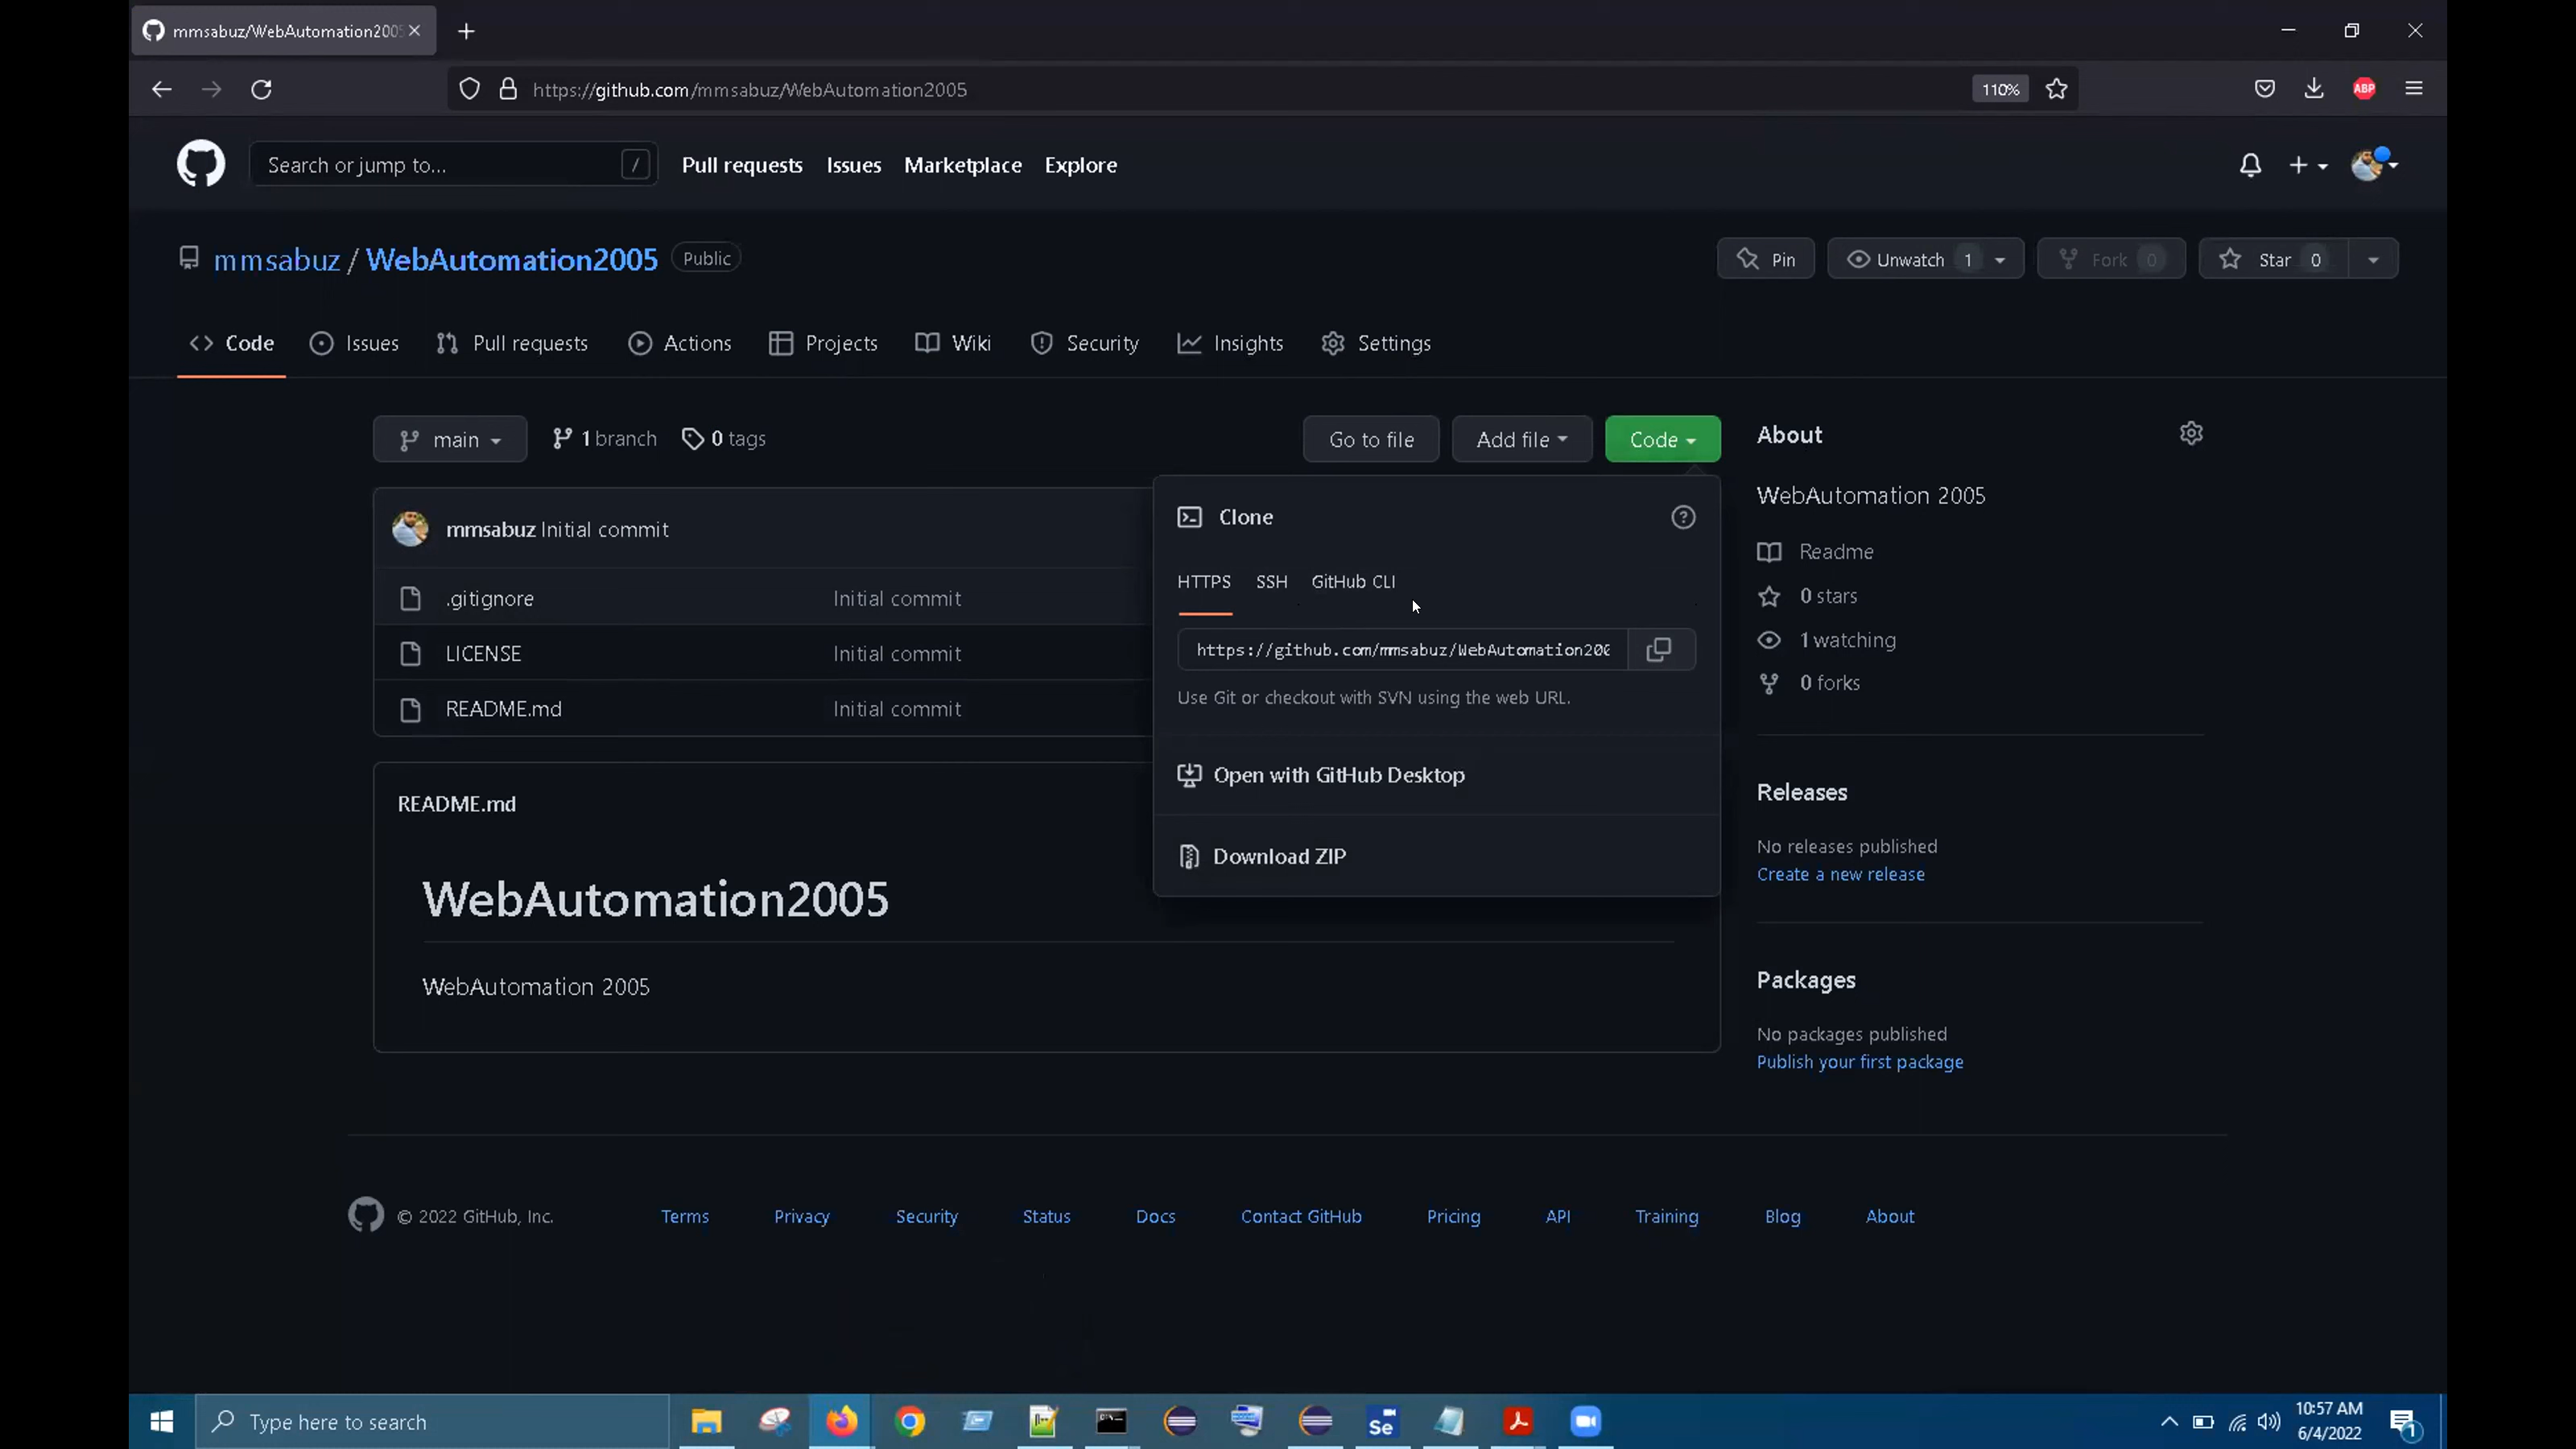 mmsabuz/WebAutomation200
https://github.com/mmsabuz/WebAutomation2005
110%
ABP
Search or jump to...
/
Pull requests
Issues
Marketplace
Explore
mmsabuz / WebAutomation2005
Public
Pin
Unwatch 1
Fork 0
Star 0
Code
Issues
Pull requests
Actions
Projects
Wiki
Security
Insights
Settings
main
1 branch
0 tags
Go to file
Add file
Code
mmsabuz Initial commit
.gitignore Initial commit
LICENSE Initial commit
README.md Initial commit
Clone
HTTPS SSH GitHub CLI
https://github.com/mmsabuz/WebAutomation200
Use Git or checkout with SVN using the web URL.
Open with GitHub Desktop
Download ZIP
README.md
WebAutomation2005
WebAutomation 2005
About
WebAutomation 2005
Readme
0 stars
1 watching
0 forks
Releases
No releases published
Create a new release
Packages
No packages published
Publish your first package
© 2022 GitHub, Inc.
Terms
Privacy
Security
Status
Docs
Contact GitHub
Pricing
API
Training
Blog
About
Type here to search
Se
10:57 AM
6/4/2022
1